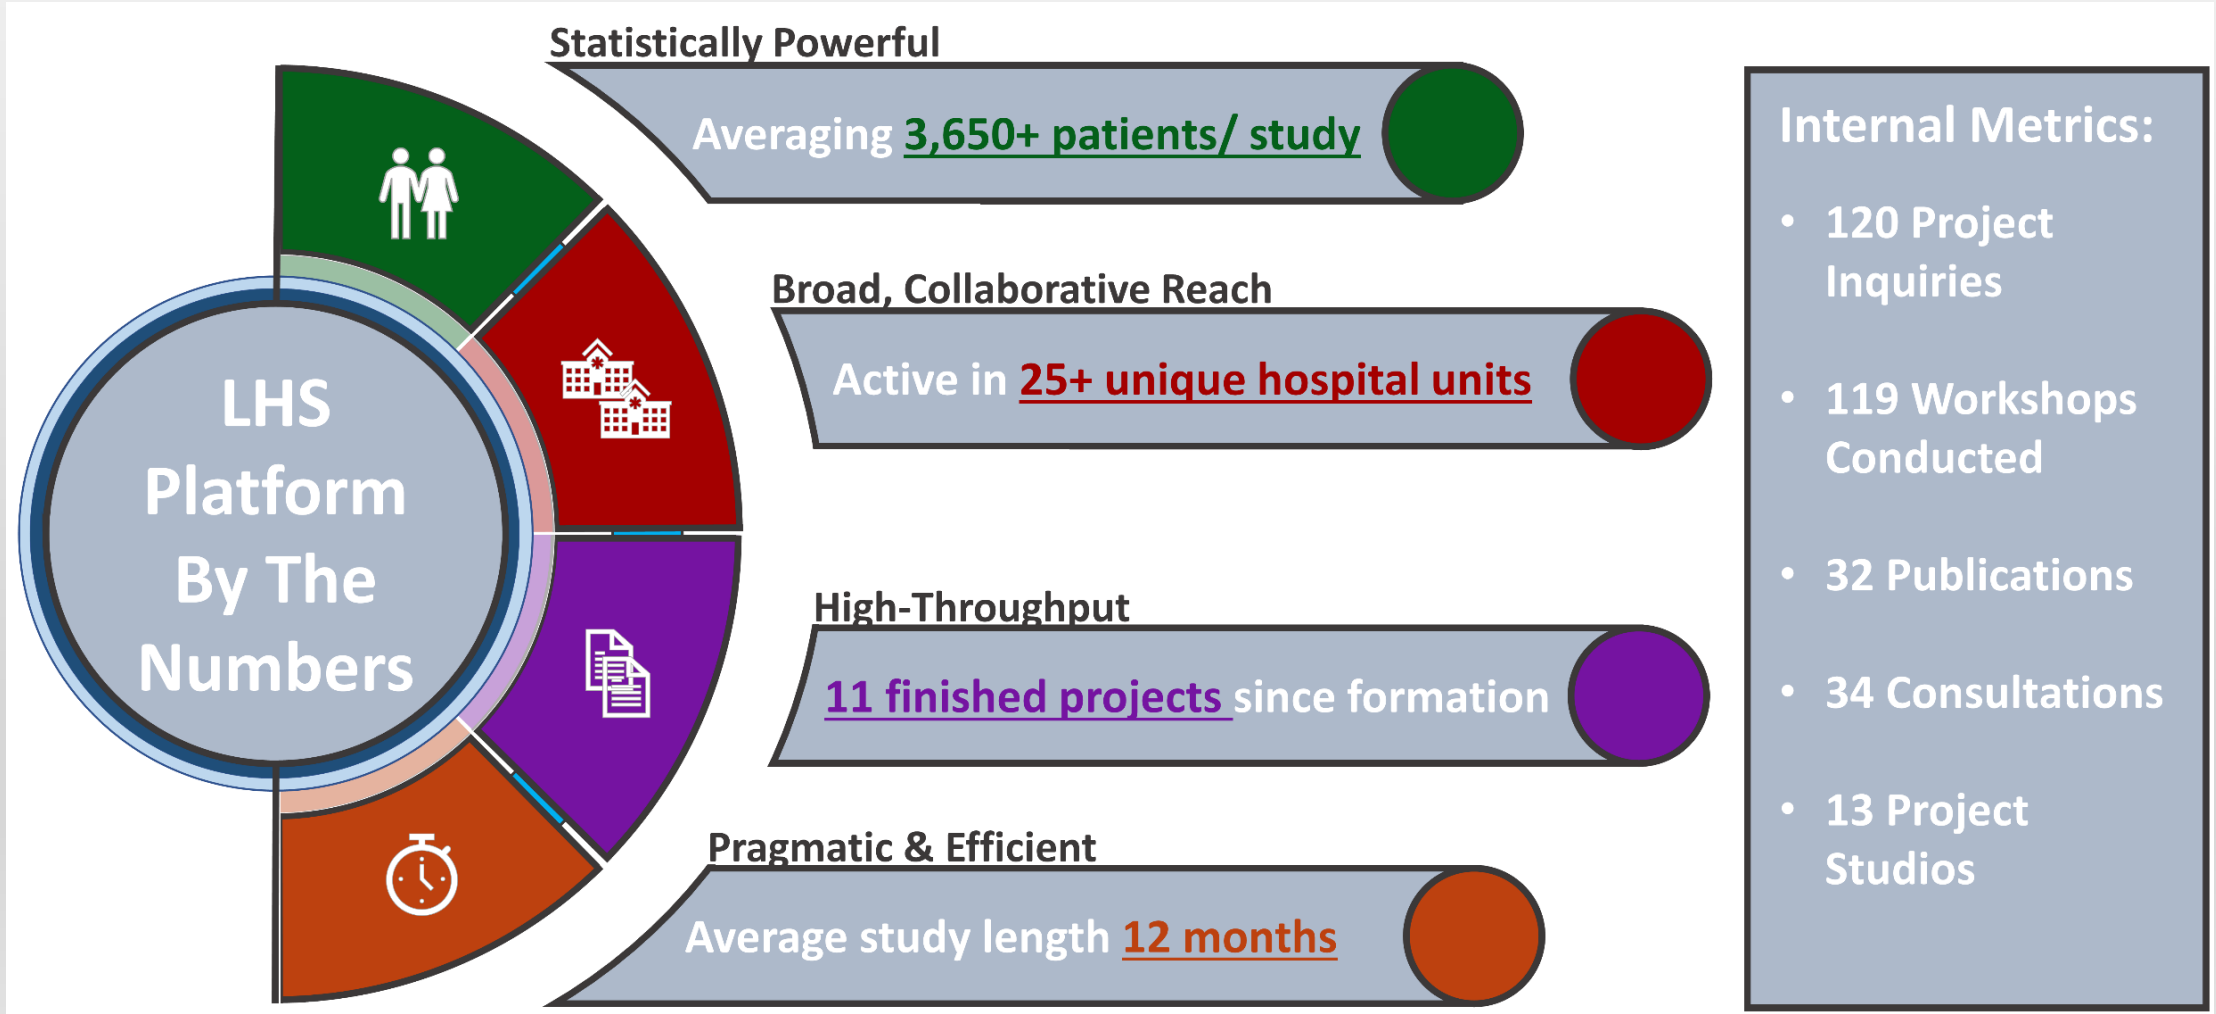 LHS
Platform
By The
Numbers
Statistically Powerful
Averaging 3,650+ patients/ study
Broad, Collaborative Reach
Active in 25+ unique hospital units
High-Throughput
11 finished projects since formation
Pragmatic & Efficient
Average study length 12 months
Internal Metrics:
• 120 Project
Inquiries
• 119 Workshops
Conducted
• 32 Publications
• 34 Consultations
• 13 Project
Studios